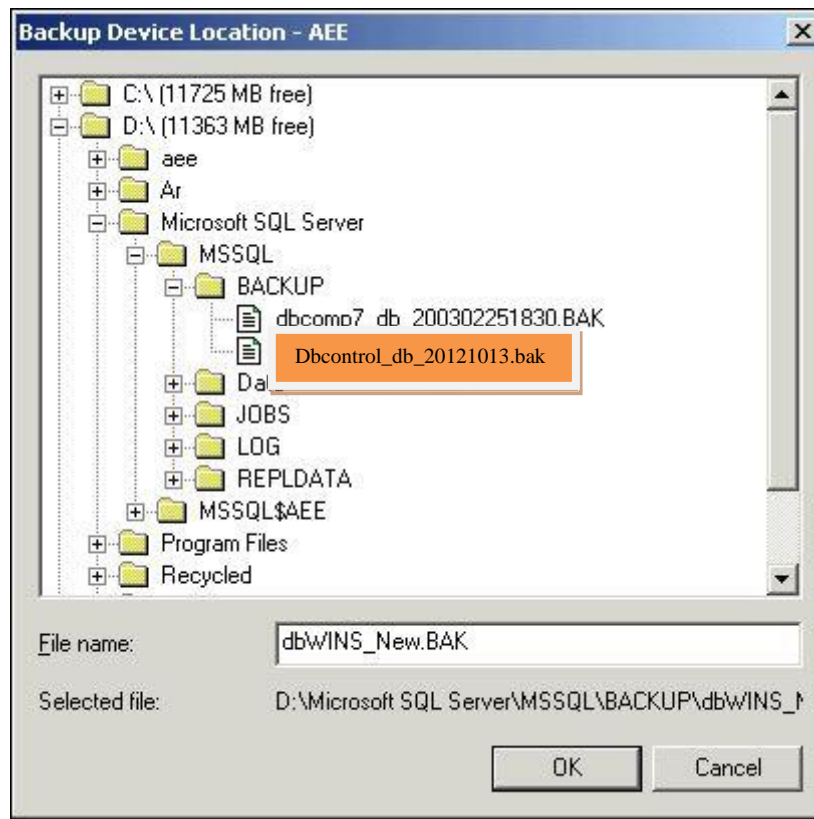 Backup Device Location - AEE
C:\ (11725 MB free)
D:\ (11363 MB free)
aee
Ar
Microsoft SQL Server
MSSQL
BACKUP
dbcomp7_db_200302251830.BAK
Dbcontrol_db_20121013.bak
Data
JOBS
LOG
REPLDATA
MSSQL$AEE
Program Files
Recycled
File name: dbWINS_New.BAK
Selected file: D:\Microsoft SQL Server\MSSQL\BACKUP\dbWINS_
OK Cancel